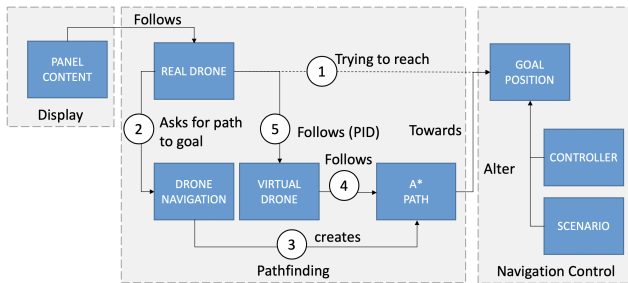 Follows
PANEL
CONTENT
Display
REAL DRONE
1
Trying to reach
GOAL
POSITION
2
Asks for path
to goal
5
Follows (PID)
Towards
DRONE
NAVIGATION
VIRTUAL
DRONE
Follows
4
A*
PATH
Alter
CONTROLLER
SCENARIO
3
creates
Pathfinding
Navigation Control